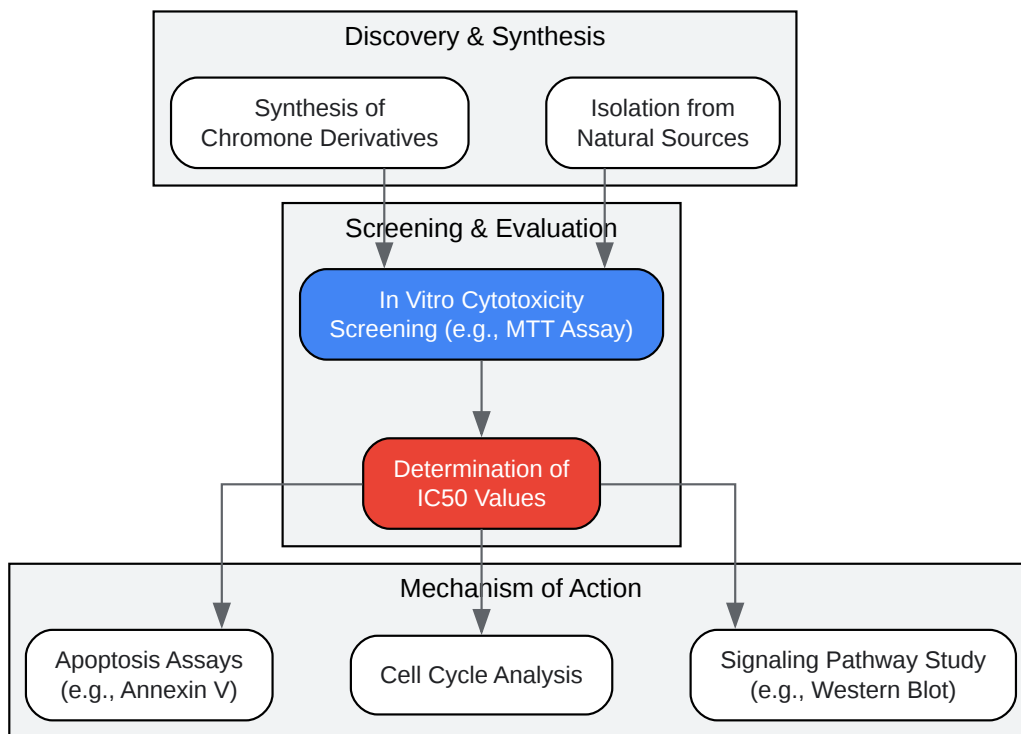 Discovery & Synthesis
Synthesis of
Chromone Derivatives
Isolation from
Natural Sources
Screening & Evaluation
In Vitro Cytotoxicity
Screening (e.g., MTT Assay)
Determination of
IC50 Values
Mechanism of Action
Apoptosis Assays
(e.g., Annexin V)
Cell Cycle Analysis
Signaling Pathway Study
(e.g., Western Blot)